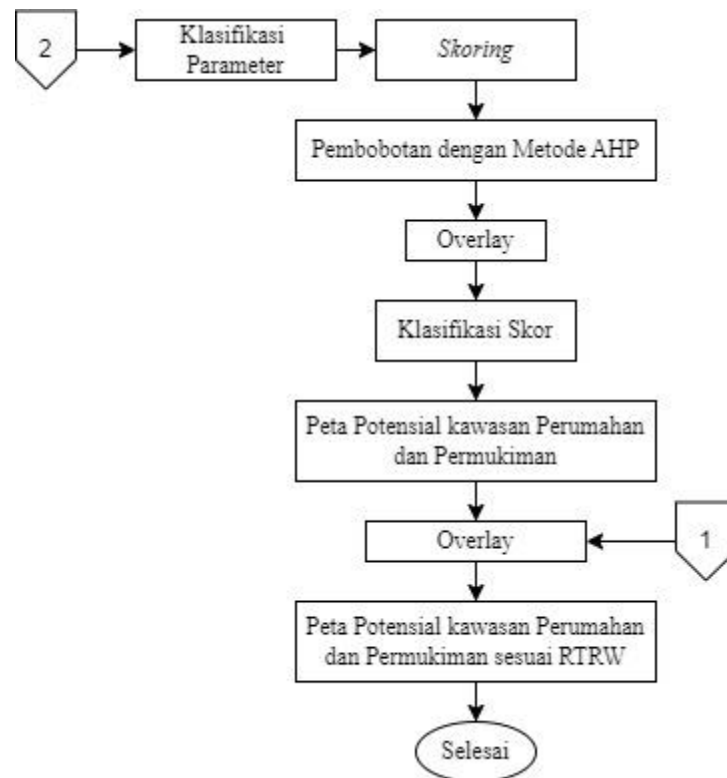 2
Klasifikasi
Parameter
Skoring
Pembobotan dengan Metode AHP
Overlay
Klasifikasi Skor
Peta Potensial kawasan Perumahan
dan Permukiman
Overlay
1
Peta Potensial kawasan Perumahan
dan Permukiman sesuai RTRW
Selesai